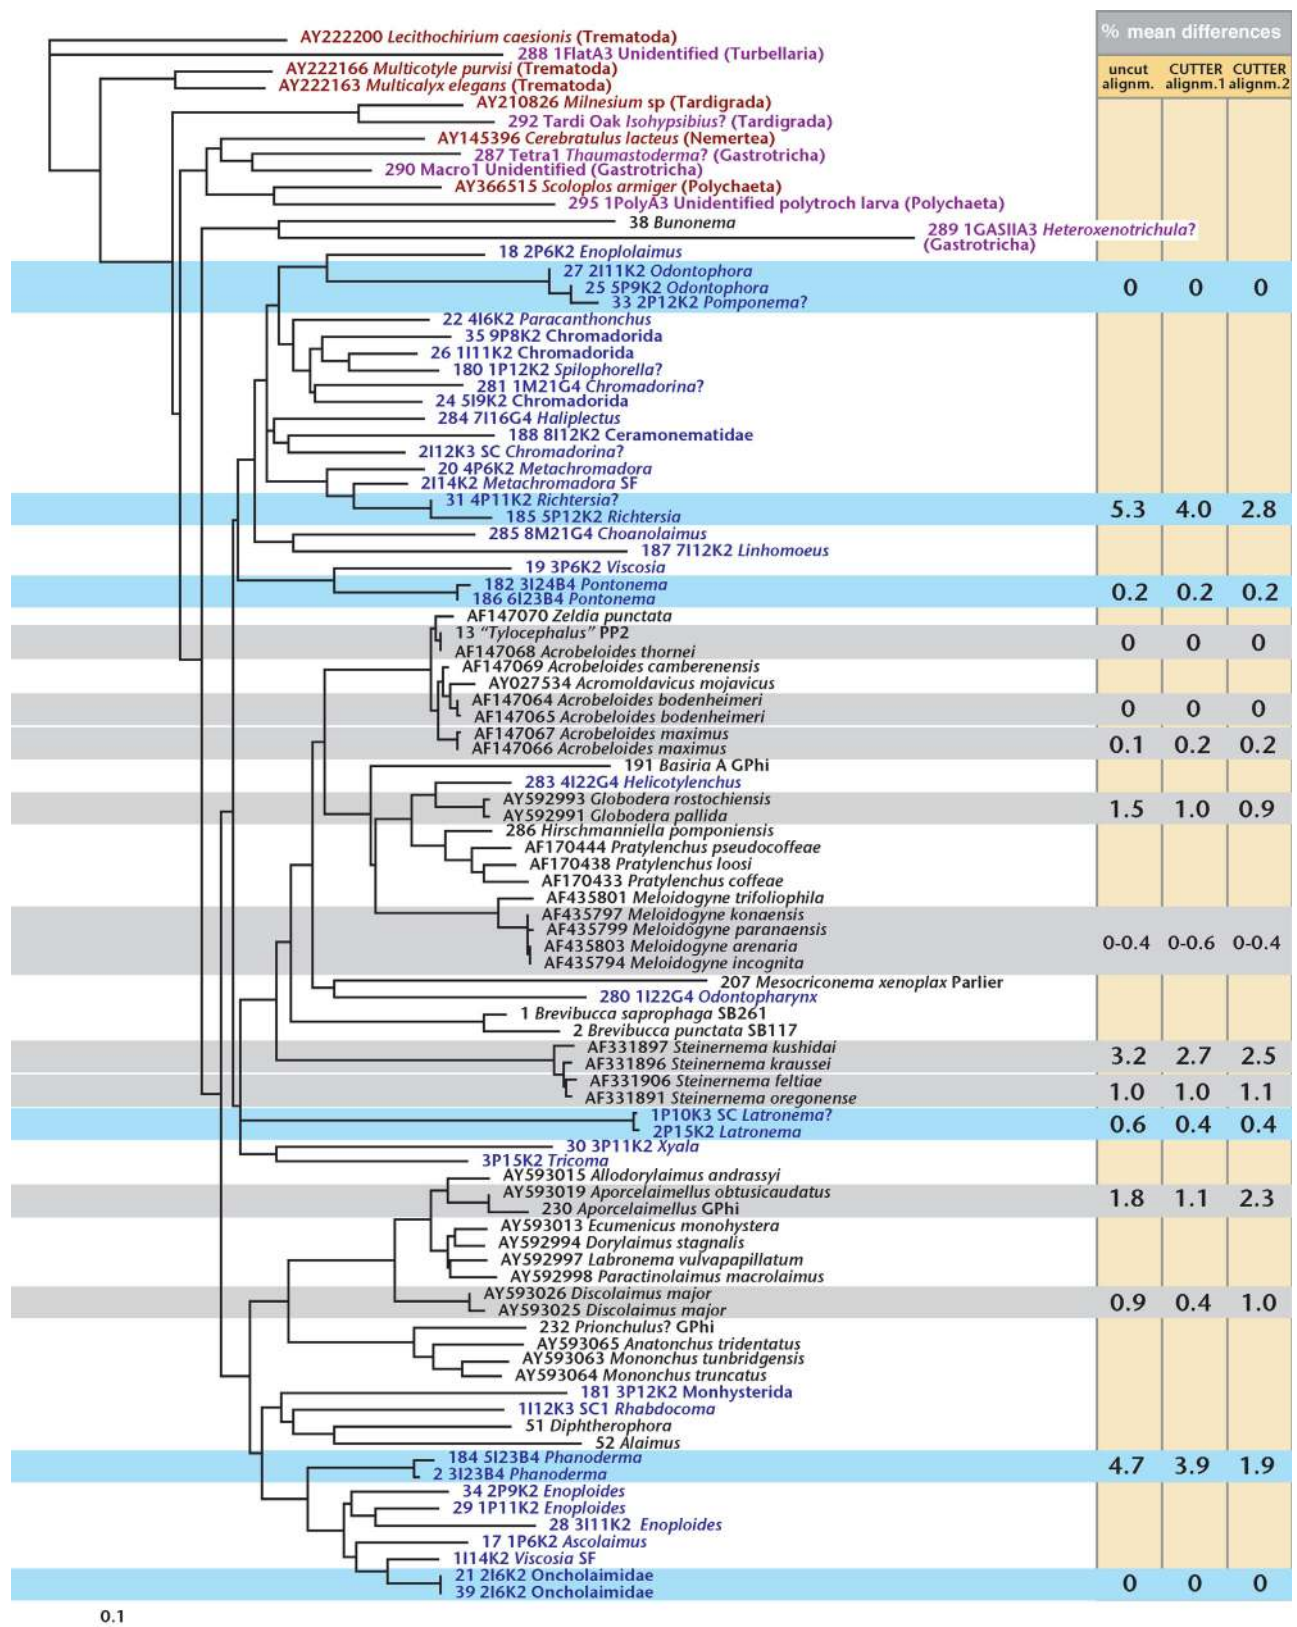 % mean differences
uncut alignm.
CUTTER alignm.1
CUTTER alignm.2
AY222200 Lecithochirium caesionis (Trematoda)
288 1FlatA3 Unidentified (Turbellaria)
AY222166 Multicotyle purvisi (Trematoda)
AY222163 Multicalyx elegans (Trematoda)
AY210826 Milnesium sp (Tardigrada)
292 Tardi Oak Isohypsibius? (Tardigrada)
AY145396 Cerebratulus lacteus (Nemertea)
287 Tetra1 Thaumastoderma? (Gastrotricha)
290 Macro1 Unidentified (Gastrotricha)
AY366515 Scoloplos armiger (Polychaeta)
295 1PolyA3 Unidentified polytroch larva (Polychaeta)
38 Bunonema
289 1GASIIA3 Heteroxenotrichula?
(Gastrotricha)
18 2P6K2 Enoplolaimus
27 2I11K2 Odontophora
25 5P9K2 Odontophora
0 0 0
33 2P12K2 Pomponema?
22 4I6K2 Paracanthonchus
35 9P8K2 Chromadorida
26 1I11K2 Chromadorida
180 1P12K2 Spilophorella?
281 1M21G4 Chromadorina?
24 5I9K2 Chromadorida
284 7I16G4 Haliplectus
188 8I12K2 Ceramonematidae
2I12K3 SC Chromadorina?
20 4P6K2 Metachromadora
2I14K2 Metachromadora SF
31 4P11K2 Richtersia?
5.3 4.0 2.8
185 5P12K2 Richtersia
285 8M21G4 Choanolaimus
187 7I12K2 Linhomoeus
19 3P6K2 Viscosia
182 3I24B4 Pontonema
0.2 0.2 0.2
186 6I23B4 Pontonema
AF147070 Zeldia punctata
13 “Tylocephalus” PP2
0 0 0
AF147068 Acrobeloides thornei
AF147069 Acrobeloides camberenensis
AY027534 Acromoldavicus mojavicus
AF147064 Acrobeloides bodenheimeri
0 0 0
AF147065 Acrobeloides bodenheimeri
AF147067 Acrobeloides maximus
0.1 0.2 0.2
AF147066 Acrobeloides maximus
191 Basiria A GPhi
283 4I22G4 Helicotylenchus
AY592993 Globodera rostochiensis
1.5 1.0 0.9
AY592991 Globodera pallida
286 Hirschmanniella pomponiensis
AF170444 Pratylenchus pseudocoffeae
AF170438 Pratylenchus loosi
AF170433 Pratylenchus coffeae
AF435801 Meloidogyne trifoliophila
AF435797 Meloidogyne konaensis
AF435799 Meloidogyne paranaensis
0-0.4 0-0.6 0-0.4
AF435803 Meloidogyne arenaria
AF435794 Meloidogyne incognita
207 Mesocriconema xenoplax Parlier
280 1I22G4 Odontopharynx
1 Brevibucca saprophaga SB261
2 Brevibucca punctata SB117
AF331897 Steinernema kushidai
3.2 2.7 2.5
AF331896 Steinernema kraussei
AF331906 Steinernema feltiae
1.0 1.0 1.1
AF331891 Steinernema oregonense
1P10K3 SC Latronema?
0.6 0.4 0.4
2P15K2 Latronema
30 3P11K2 Xyala
3P15K2 Tricoma
AY593015 Allodorylaimus andrassyi
AY593019 Aporcelaimellus obtusicaudatus
1.8 1.1 2.3
230 Aporcelaimellus GPhi
AY593013 Ecumenicus monohystera
AY592994 Dorylaimus stagnalis
AY592997 Labronema vulvapapillatum
AY592998 Paractinolaimus macrolaimus
AY593026 Discolaimus major
0.9 0.4 1.0
AY593025 Discolaimus major
232 Prionchulus? GPhi
AY593065 Anatonchus tridentatus
AY593063 Mononchus tunbridgensis
AY593064 Mononchus truncatus
181 3P12K2 Monhysterida
1I12K3 SC1 Rhabdocoma
51 Diphtherophora
52 Alaimus
184 5I23B4 Phanoderma
4.7 3.9 1.9
2 3I23B4 Phanoderma
34 2P9K2 Enoploides
29 1P11K2 Enoploides
28 3I11K2 Enoploides
17 1P6K2 Ascolaimus
1I14K2 Viscosia SF
21 2I6K2 Oncholaimidae
0 0 0
39 2I6K2 Oncholaimidae
0.1